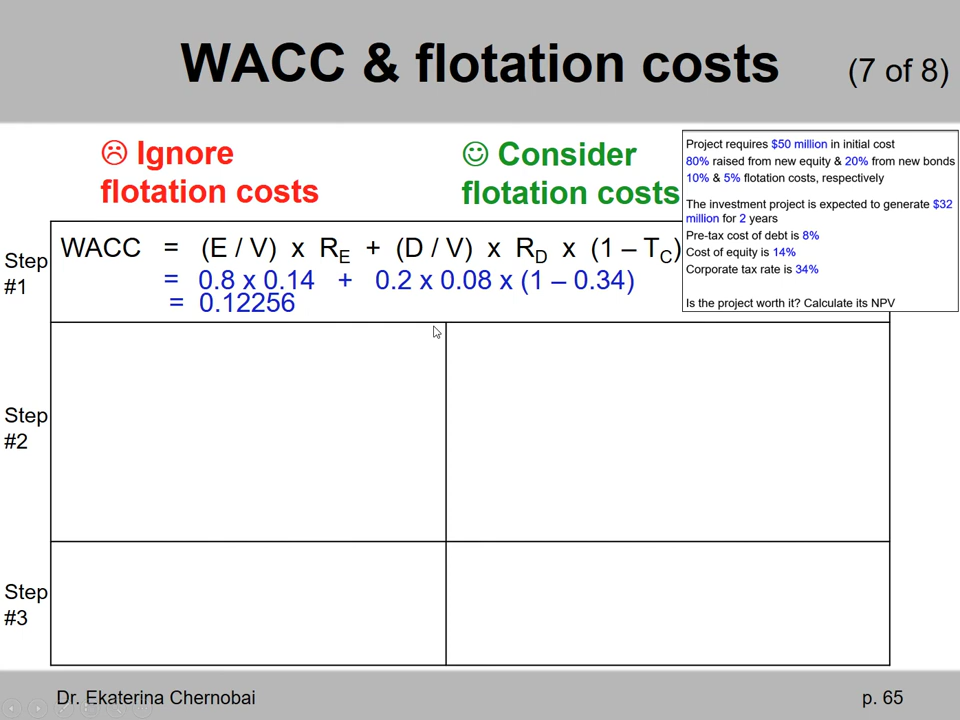 WACC & flotation costs (7 of 8)
☹ Ignore
flotation costs
☺ Consider
flotation costs
Project requires $50 million in initial cost
80% raised from new equity & 20% from new bonds
10% & 5% flotation costs, respectively
The investment project is expected to generate $32
million for 2 years
Pre-tax cost of debt is 8%
Cost of equity is 14%
Corporate tax rate is 34%
Is the project worth it? Calculate its NPV
Step
#1
WACC = (E / V) x RE + (D / V) x RD x (1 – TC)
= 0.8 x 0.14 + 0.2 x 0.08 x (1 – 0.34)
= 0.12256
Step
#2
Step
#3
Dr. Ekaterina Chernobai
p. 65